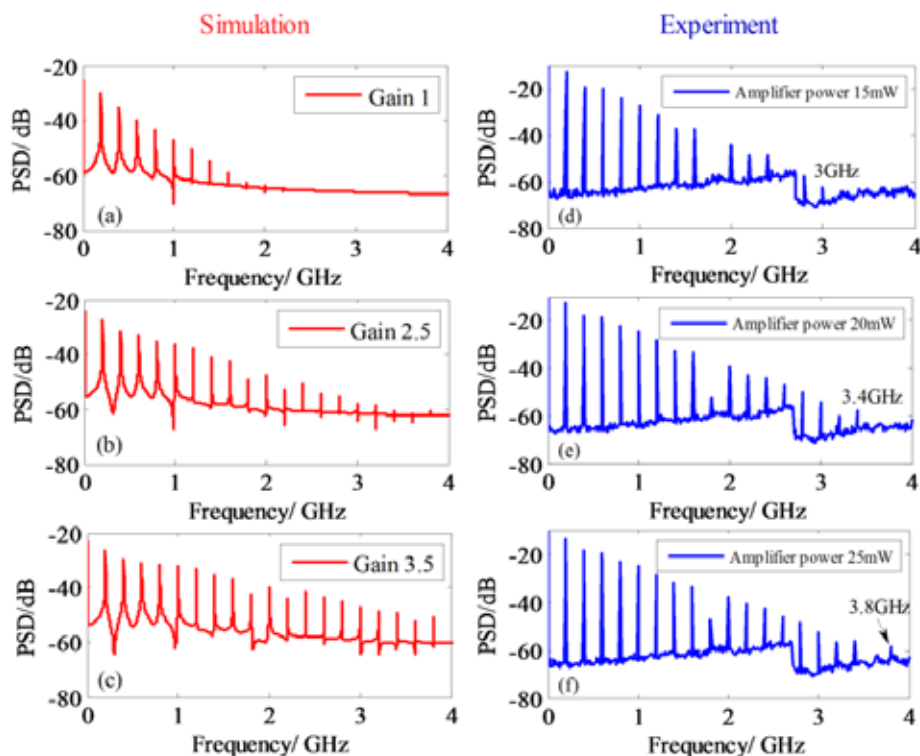 Simulation
Experiment
-20
-40
-60
-80
PSD/ dB
Gain 1
(a)
0
1
2
3
4
Frequency/ GHz
-20
-40
-60
-80
PSD/dB
Amplifier power 15mW
3GHz
(d)
0
1
2
3
4
Frequency/ GHz
-20
-40
-60
-80
PSD/dB
Gain 2.5
(b)
0
1
2
3
4
Frequency/ GHz
-20
-40
-60
-80
PSD/dB
Amplifier power 20mW
3.4GHz
(e)
0
1
2
3
4
Frequency/ GHz
-20
-40
-60
-80
PSD/dB
Gain 3.5
(c)
0
1
2
3
4
Frequency/ GHz
-20
-40
-60
-80
PSD/dB
Amplifier power 25mW
3.8GHz
(f)
0
1
2
3
4
Frequency/ GHz